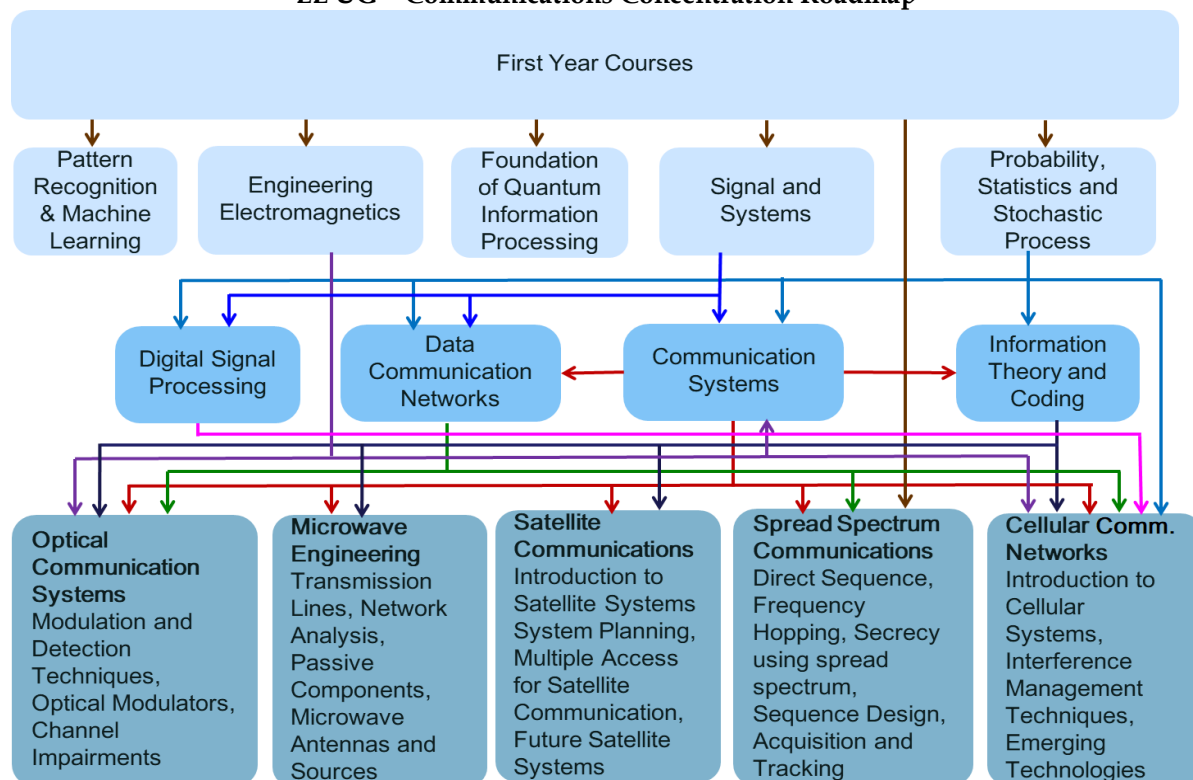 EE UG – Communications Concentration Roadmap
First Year Courses
Pattern
Recognition
& Machine
Learning
Engineering
Electromagnetics
Foundation
of Quantum
Information
Processing
Signal and
Systems
Probability,
Statistics and
Stochastic
Process
Digital Signal
Processing
Data
Communication
Networks
Communication
Systems
Information
Theory and
Coding
Optical
Communication
Systems
Modulation and
Detection
Techniques,
Optical Modulators,
Channel
Impairments
Microwave
Engineering
Transmission
Lines, Network
Analysis,
Passive
Components,
Microwave
Antennas and
Sources
Satellite
Communications
Introduction to
Satellite Systems
System Planning,
Multiple Access
for Satellite
Communication,
Future Satellite
Systems
Spread Spectrum
Communications
Direct Sequence,
Frequency
Hopping, Secrecy
using spread
spectrum,
Sequence Design,
Acquisition and
Tracking
Cellular Comm.
Networks
Introduction to
Cellular
Systems,
Interference
Management
Techniques,
Emerging
Technologies